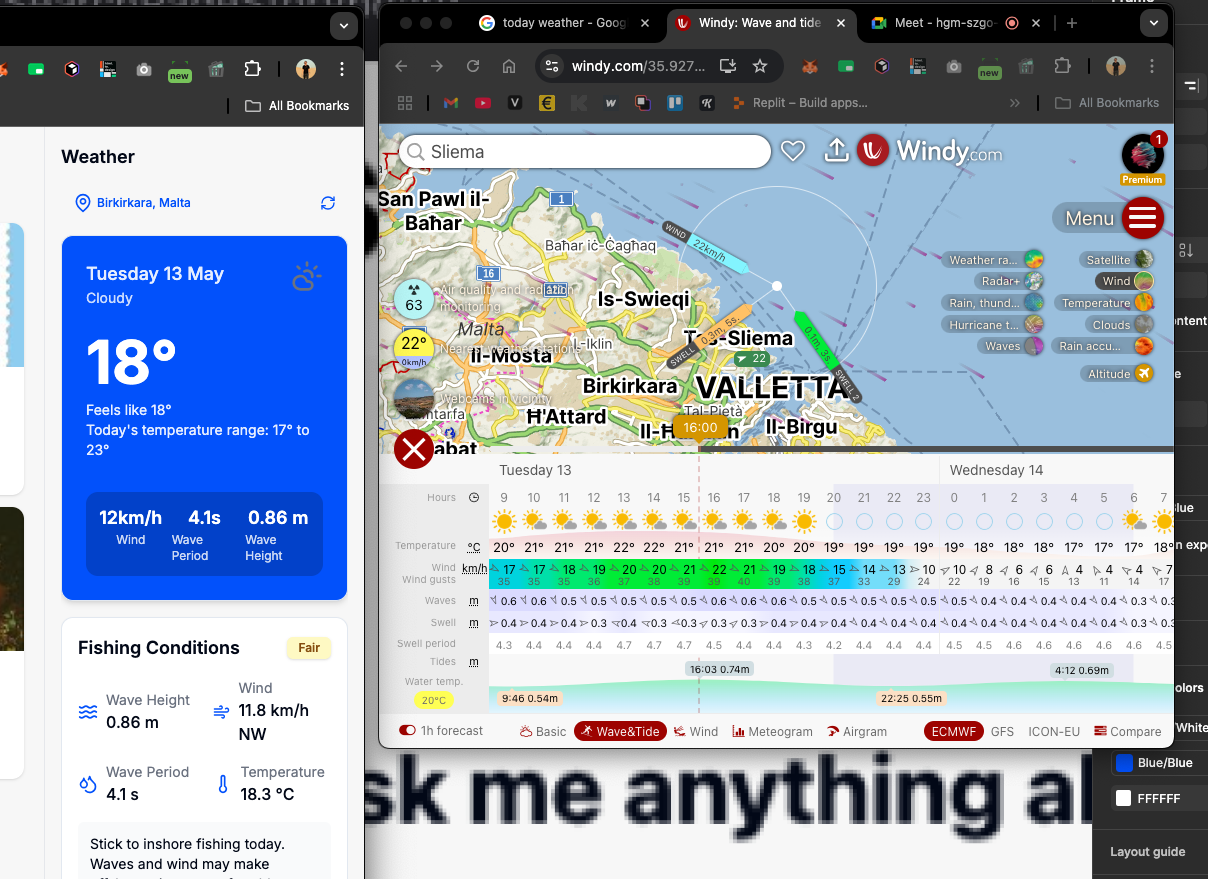 new
All Bookmarks
Weather
Birkirkara, Malta
Tuesday 13 May
Cloudy
18°
Feels like 18°
Today's temperature range: 17° to
23°
12km/h
4.1s
0.86 m
Wind
Wave
Period
Wave
Height
Fishing Conditions
Fair
Wave Height
0.86 m
Wind
11.8 km/h
NW
Wave Period
4.1 s
Temperature
18.3 °C
Stick to inshore fishing today.
Waves and wind may make
today weather - Goog
Windy: Wave and tide
Meet - hgm-szgo-
windy.com/35.927...
new
Replit – Build apps...
All Bookmarks
Sliema
Windy.com
1
Premium
Menu
San Pawl il-
Baħar
1
Baħar iċ-Ċagħaq
16
WIND
22km/h
63
Air quality and radiation
monitoring
Is-Swieqi
Malta
22°
0km/h
Nearest weather stations
L-Iklin
Il-Mosta
SWELL
0.3m, 5s.
Tas-Sliema
22
0.1m, 3s.
SWELL 2
Birkirkara
VALLETTA
Webcams in vicinity
Ħ'Attard
Tal-Pietà
Il-Birgu
Weather ra...
Satellite
Radar+
Wind
Rain, thund...
Temperature
Hurricane t...
Clouds
Waves
Rain accu...
Altitude
16:00
Tuesday 13
Wednesday 14
Hours 9 10 11 12 13 14 15 16 17 18 19 20 21 22 23 0 1 2 3 4 5 6 7
Temperature °C 20° 21° 21° 21° 22° 22° 21° 21° 21° 20° 20° 19° 19° 19° 19° 19° 18° 18° 18° 17° 17° 17° 18°
Wind km/h 17 17 18 19 20 20 21 22 21 19 18 15 14 13 10 10 8 6 6 4 4 4 7
Wind gusts 35 35 35 36 37 38 39 39 40 39 38 37 33 29 24 22 19 16 15 13 11 14 17
Waves m 0.6 0.6 0.5 0.5 0.5 0.5 0.5 0.6 0.6 0.5 0.5 0.5 0.5 0.5 0.5 0.5 0.4 0.4 0.4 0.4 0.4 0.3 0.3
Swell m 0.4 0.4 0.4 0.3 0.4 0.3 0.3 0.3 0.3 0.4 0.4 0.4 0.4 0.4 0.4 0.4 0.4 0.4 0.4 0.4 0.4 0.3 0.3
Swell period 4.3 4.4 4.4 4.4 4.7 4.7 4.7 4.5 4.4 4.4 4.3 4.2 4.4 4.4 4.4 4.5 4.5 4.6 4.6 4.6 4.6 4.6 4.5
Tides m
16:03 0.74m
4:12 0.69m
Water temp.
20°C
9:46 0.54m
22:25 0.55m
1h forecast
Basic
Wave&Tide
Wind
Meteogram
Airgram
ECMWF
GFS
ICON-EU
Compare
sk me anything a
Blue/Blue
FFFFFF
Layout guide